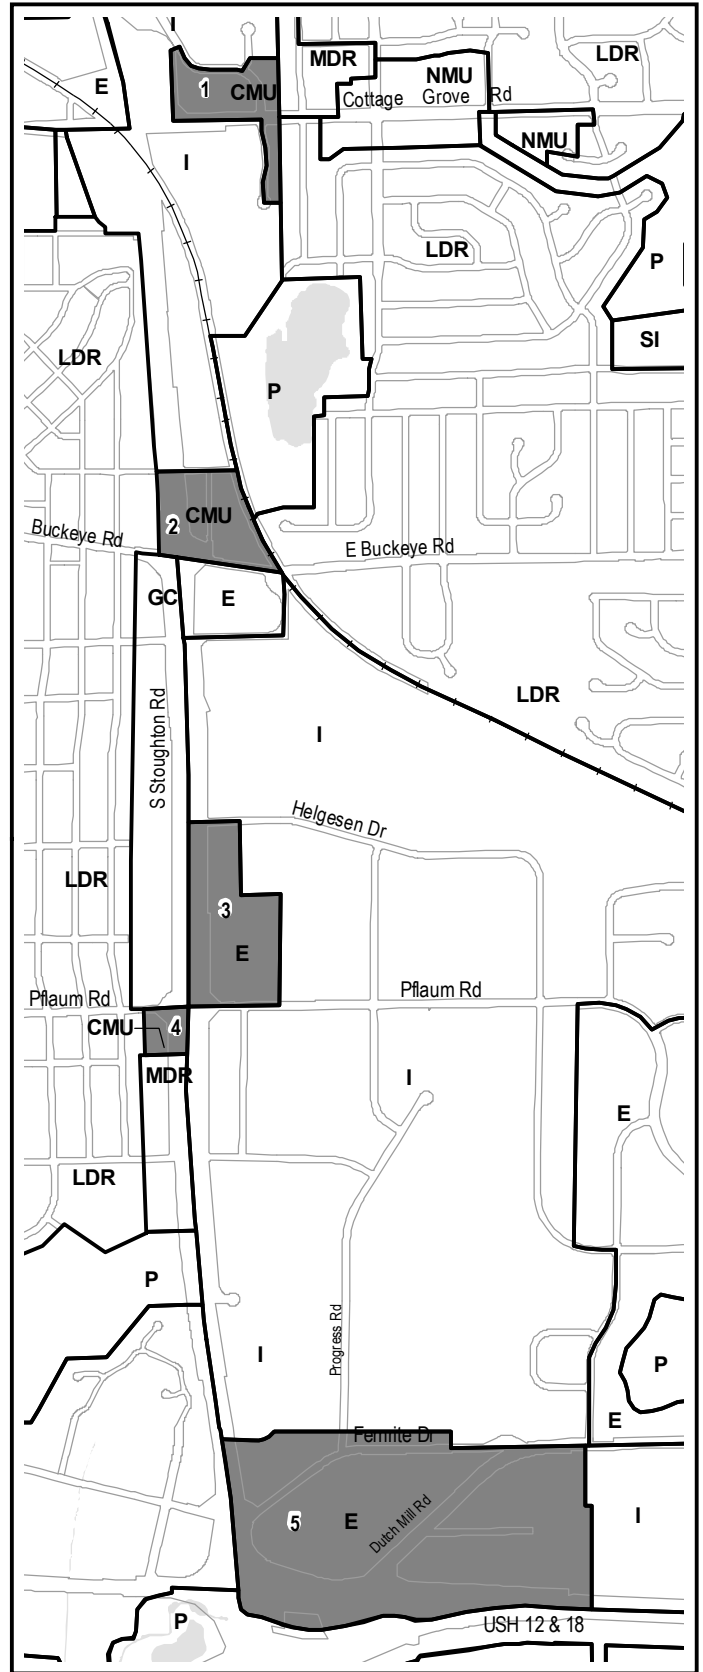 MDR
LDR
NMU
E
1
CMU
Cottage Grove Rd
NMU
I
LDR
P
SI
LDR
P
2
CMU
Buckeye Rd
E Buckeye Rd
GC
E
LDR
S Stoughton Rd
I
Helgesen Dr
LDR
3
E
Pflaum Rd
Pflaum Rd
CMU
4
MDR
I
E
LDR
P
Progress Rd
I
P
E
Femrite Dr
5
E
Dutch Mill Rd
I
P
USH 12 & 18